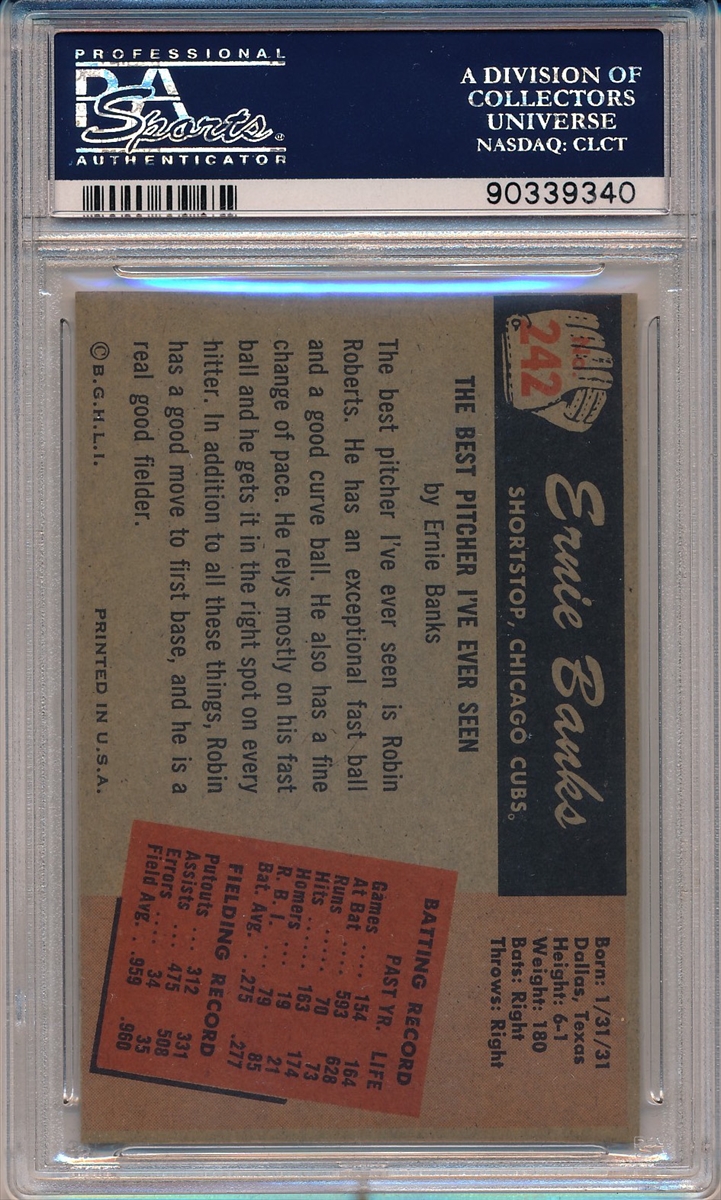 PROFESSIONAL
PSA
Sports
AUTHENTICATOR
A DIVISION OF
COLLECTORS
UNIVERSE
NASDAQ: CLCT
90339340
242
Ernie Banks
SHORTSTOP, CHICAGO CUBS.
Born: 1/31/31
Dallas, Texas
Height: 6-1
Weight: 180
Bats: Right
Throws: Right
THE BEST PITCHER I'VE EVER SEEN
by Ernie Banks
The best pitcher I've ever seen is Robin
Roberts. He has an exceptional fast ball
and a good curve ball. He also has a fine
change of pace. He relys mostly on his fast
ball and he gets it in the right spot on every
hitter. In addition to all these things, Robin
has a good move to first base, and he is a
real good fielder.
© B.G.H.L.I. PRINTED IN U.S.A.
BATTING RECORD
PAST YR. LIFE
Games 154 164
At Bat .... 593 628
Runs ..... 70 73
Hits ..... 163 174
Homers .... 19 21
R. B. I. .... 79 85
Bat. Avg. . .275 .277
FIELDING RECORD
Putouts .. 312 331
Assists ... 475 508
Errors .... 34 35
Field Avg. . .959 .960